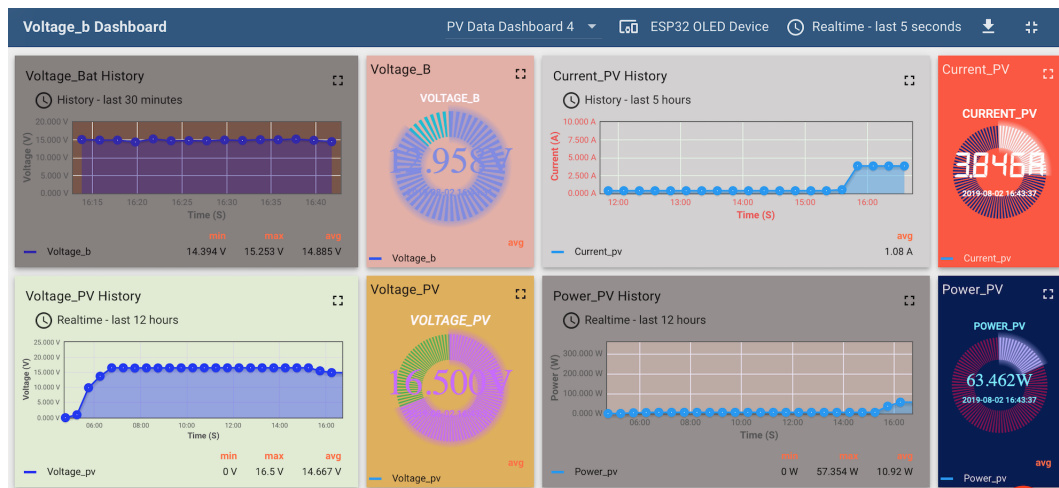 Voltage_b Dashboard
PV Data Dashboard 4
ESP32 OLED Device
Realtime - last 5 seconds
Voltage_Bat History
History - last 30 minutes
20.000 V
15.000 V
10.000 V
5.000 V
0.000 V
Voltage (V)
16:15 16:20 16:25 16:30 16:35 16:40
Time (S)
min max avg
Voltage_b 14.394 V 15.253 V 14.885 V
Voltage_B
VOLTAGE_B
avg
Voltage_b
Current_PV History
History - last 5 hours
10.000 A
7.500 A
5.000 A
2.500 A
0.000 A
Current (A)
12:00 13:00 14:00 15:00 16:00
Time (S)
avg
Current_pv 1.08 A
Current_PV
CURRENT_PV
3.846A
2019-08-02 16:43:37
avg
Current_pv
Voltage_PV History
Realtime - last 12 hours
25.000 V
20.000 V
15.000 V
10.000 V
5.000 V
0.000 V
Voltage (V)
06:00 08:00 10:00 12:00 14:00 16:00
Time (S)
min max avg
Voltage_pv 0 V 16.5 V 14.667 V
Voltage_PV
VOLTAGE_PV
16.500V
avg
Voltage_pv
Power_PV History
Realtime - last 12 hours
300.000 W
200.000 W
100.000 W
0.000 W
Power (W)
06:00 08:00 10:00 12:00 14:00 16:00
Time (S)
min max avg
Power_pv 0 W 57.354 W 10.92 W
Power_PV
POWER_PV
63.462W
2019-08-02 16:43:37
avg
Power_pv